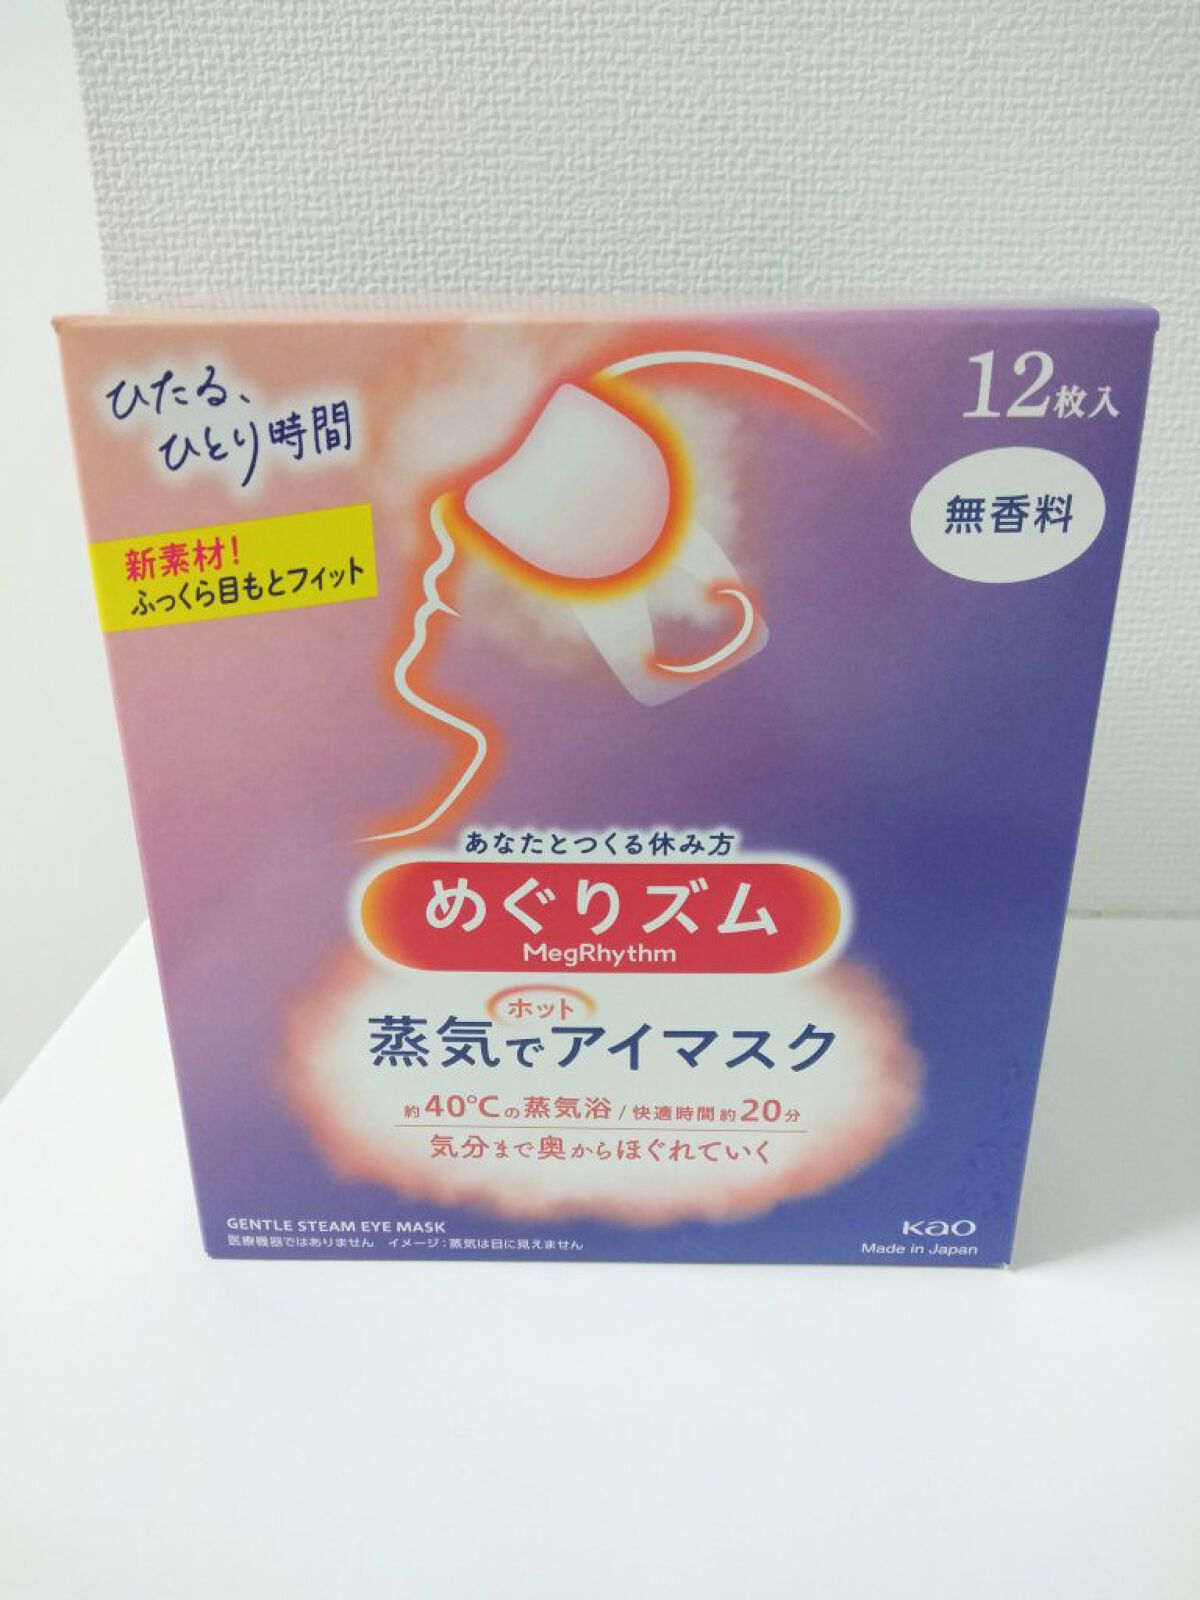 ひたる、
ひとり時間
12枚入
無香料
新素材!
ふっくら目もとフィット
あなたとつくる休み方
めぐりズム
MegRhythm
ホット
蒸気でアイマスク
約40℃の蒸気浴/快適時間約20分
気分まで奥からほぐれていく
GENTLE STEAM EYE MASK
医療機器ではありません イメージ:蒸気は目に見えません
Kao
Made in Japan